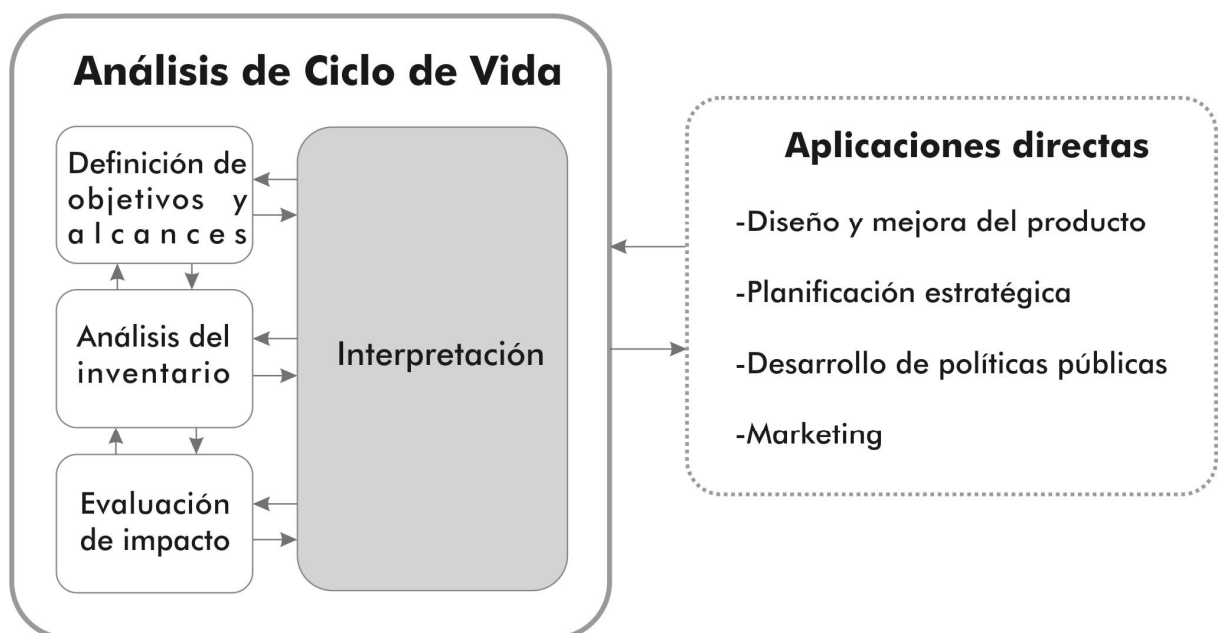 Análisis de Ciclo de Vida
Definición de
objetivos y
alcances
Análisis del
inventario
Evaluación
de impacto
Interpretación
Aplicaciones directas
-Diseño y mejora del producto
-Planificación estratégica
-Desarrollo de políticas públicas
-Marketing